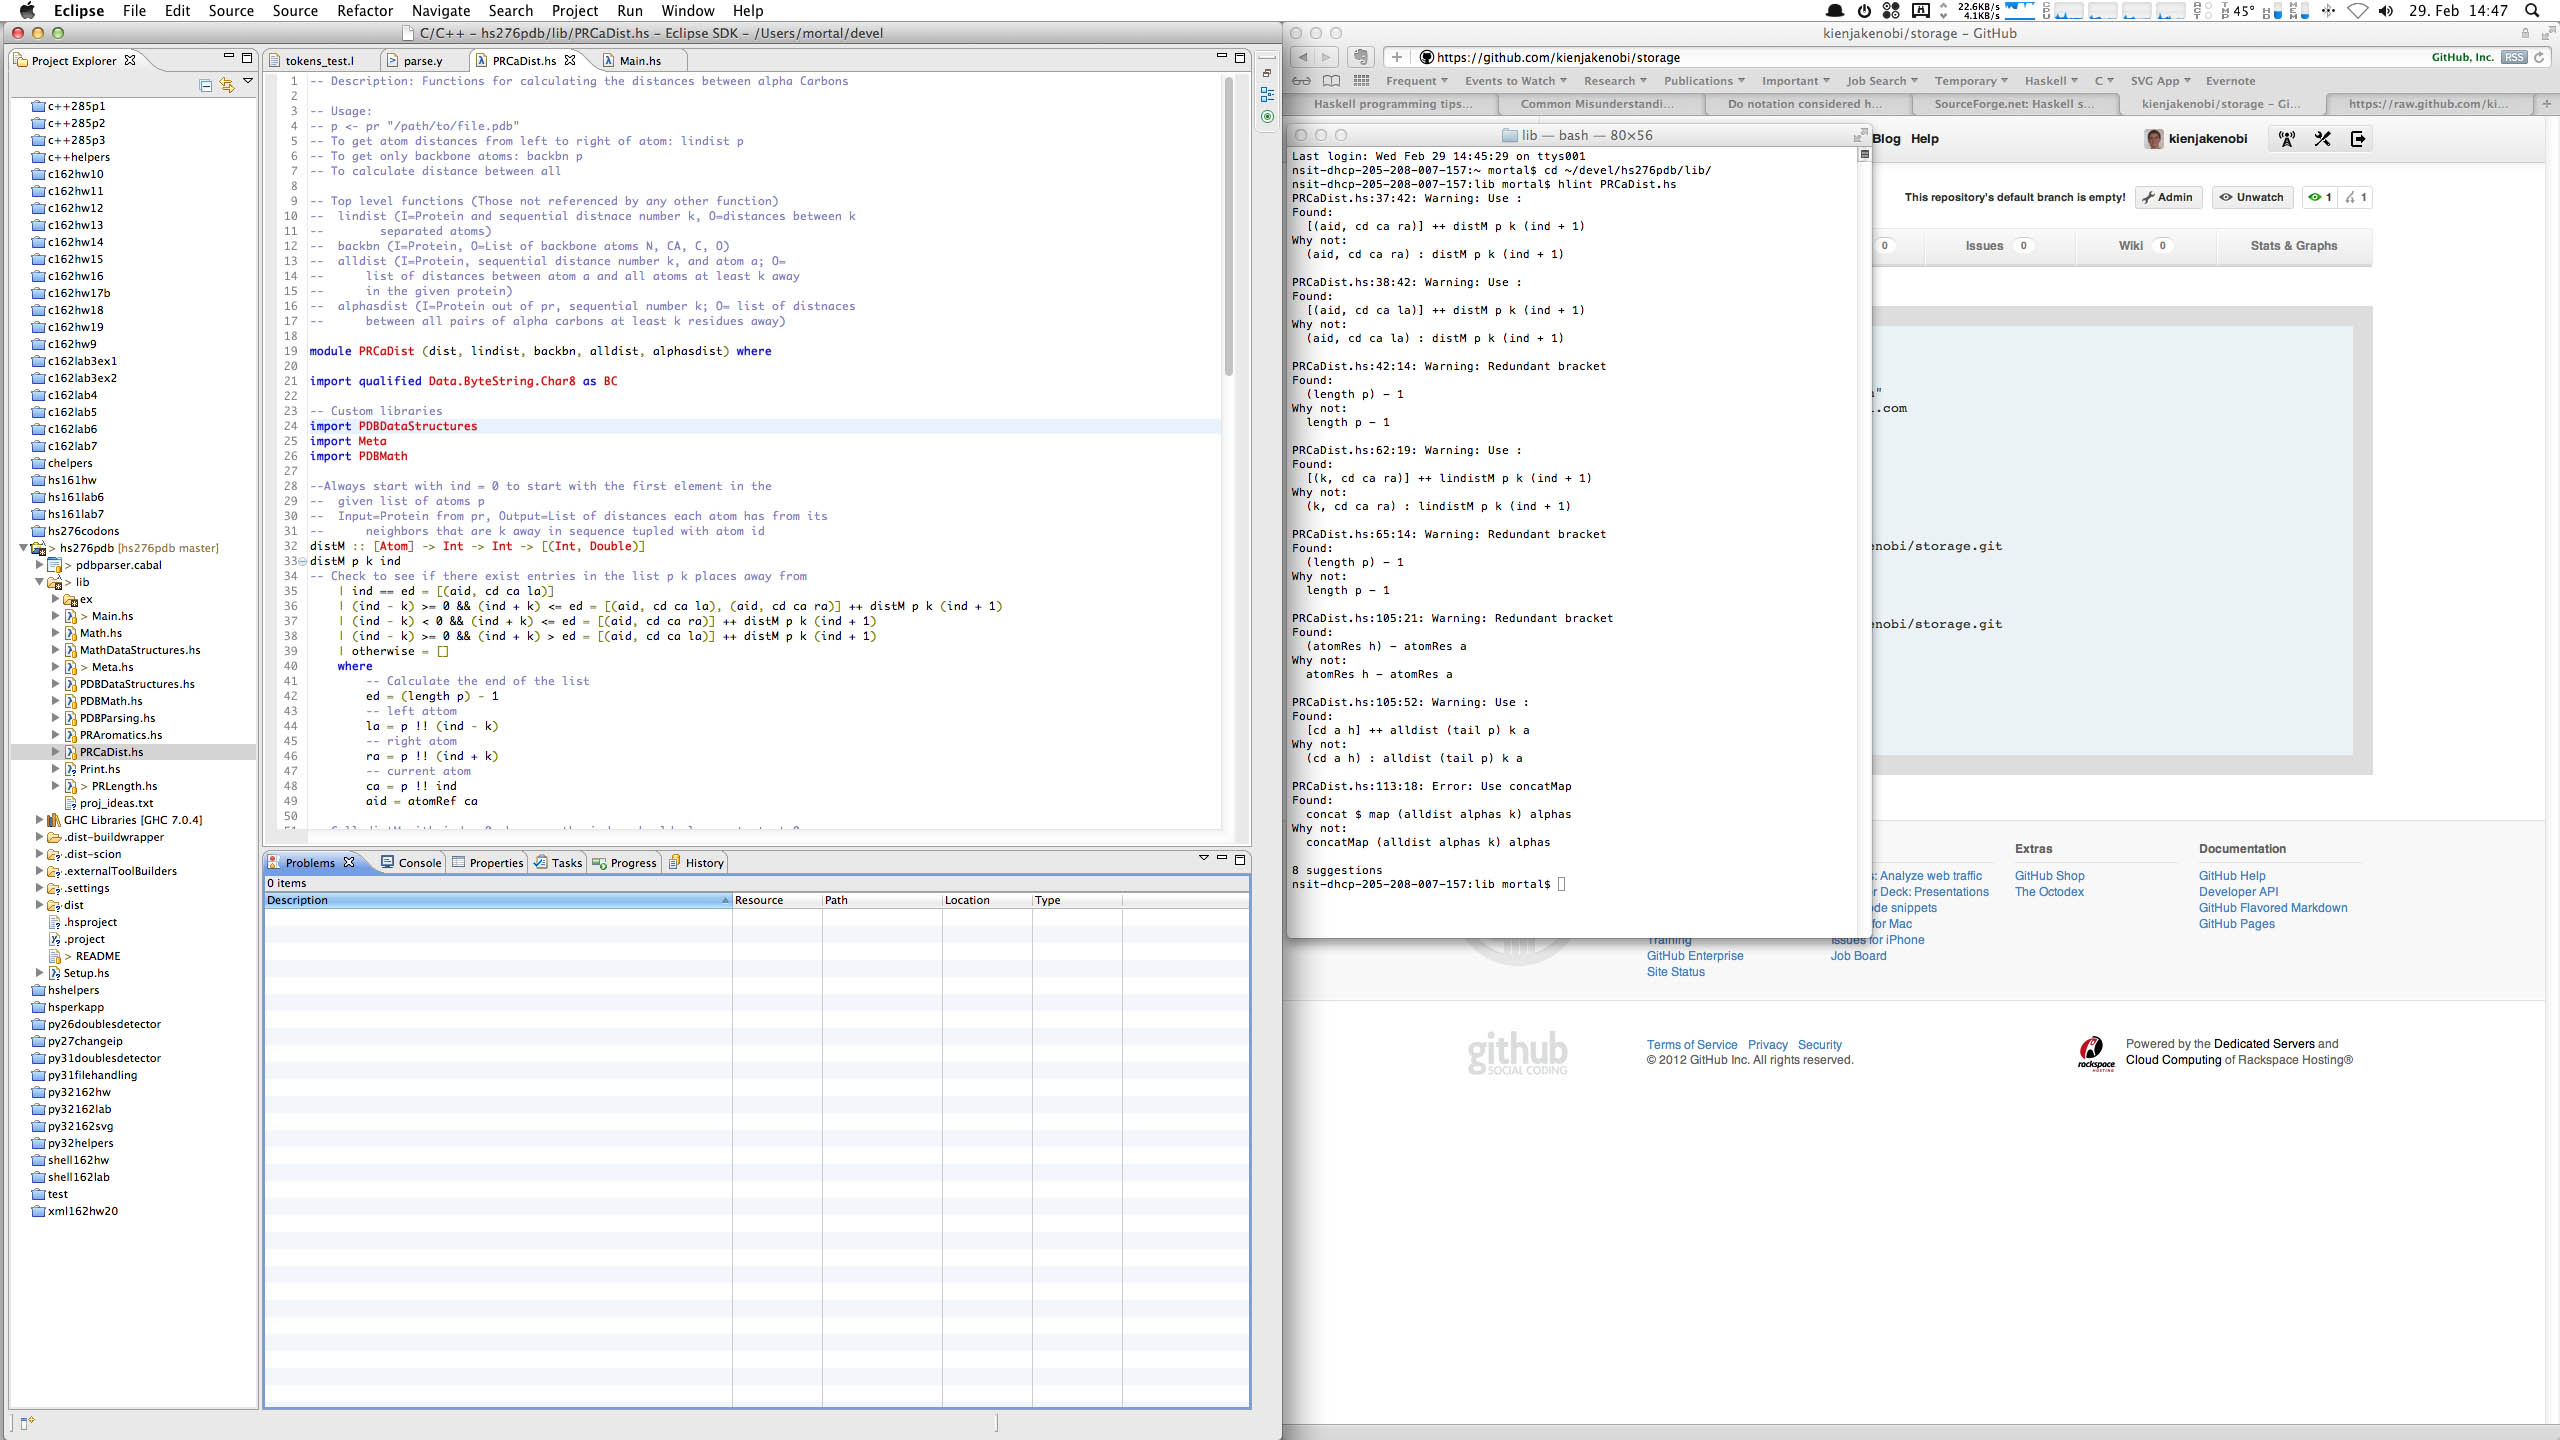 Eclipse File Edit Source Source Refactor Navigate Search Project Run Window Help
22.6KB/s
4.1KB/s
45° 29. Feb 14:47
C/C++ – hs276pdb/lib/PRCaDist.hs – Eclipse SDK – /Users/mortal/devel
Project Explorer
c++285p1
c++285p2
c++285p3
c++helpers
c162hw10
c162hw11
c162hw12
c162hw13
c162hw14
c162hw15
c162hw16
c162hw17b
c162hw18
c162hw19
c162hw9
c162lab3ex1
c162lab3ex2
c162lab4
c162lab5
c162lab6
c162lab7
chelpers
hs161hw
hs161lab6
hs161lab7
hs276codons
> hs276pdb [hs276pdb master]
> pdbparser.cabal
> lib
ex
> Main.hs
Math.hs
MathDataStructures.hs
> Meta.hs
PDBDataStructures.hs
PDBMath.hs
PDBParsing.hs
PRAromatics.hs
PRCaDist.hs
Print.hs
> PRLength.hs
proj_ideas.txt
GHC Libraries [GHC 7.0.4]
.dist-buildwrapper
.dist-scion
.externalToolBuilders
.settings
dist
.hsproject
.project
> README
Setup.hs
hshelpers
hsperkapp
py26doublesdetector
py27changeip
py31doublesdetector
py31filehandling
py32162hw
py32162lab
py32162svg
py32helpers
shell162hw
shell162lab
test
xml162hw20
tokens_test.l parse.y PRCaDist.hs Main.hs
1 -- Description: Functions for calculating the distances between alpha Carbons
2
3 -- Usage:
4 -- p <- pr "/path/to/file.pdb"
5 -- To get atom distances from left to right of atom: lindist p
6 -- To get only backbone atoms: backbn p
7 -- To calculate distance between all
8
9 -- Top level functions (Those not referenced by any other function)
10 --  lindist (I=Protein and sequential distnace number k, O=distances between k
11 --        separated atoms)
12 --  backbn (I=Protein, O=List of backbone atoms N, CA, C, O)
13 --  alldist (I=Protein, sequential distance number k, and atom a; O=
14 --      list of distances between atom a and all atoms at least k away
15 --      in the given protein)
16 --  alphasdist (I=Protein out of pr, sequential number k; O= list of distnaces
17 --      between all pairs of alpha carbons at least k residues away)
18
19 module PRCaDist (dist, lindist, backbn, alldist, alphasdist) where
20
21 import qualified Data.ByteString.Char8 as BC
22
23 -- Custom libraries
24 import PDBDataStructures
25 import Meta
26 import PDBMath
27
28 --Always start with ind = 0 to start with the first element in the
29 --  given list of atoms p
30 --  Input=Protein from pr, Output=List of distances each atom has from its
31 --      neighbors that are k away in sequence tupled with atom id
32 distM :: [Atom] -> Int -> Int -> [(Int, Double)]
33 distM p k ind
34 -- Check to see if there exist entries in the list p k places away from
35     | ind == ed = [(aid, cd ca la)]
36     | (ind - k) >= 0 && (ind + k) <= ed = [(aid, cd ca la), (aid, cd ca ra)] ++ distM p k (ind + 1)
37     | (ind - k) < 0 && (ind + k) <= ed = [(aid, cd ca ra)] ++ distM p k (ind + 1)
38     | (ind - k) >= 0 && (ind + k) > ed = [(aid, cd ca la)] ++ distM p k (ind + 1)
39     | otherwise = []
40     where
41         -- Calculate the end of the list
42         ed = (length p) - 1
43         -- left attom
44         la = p !! (ind - k)
45         -- right atom
46         ra = p !! (ind + k)
47         -- current atom
48         ca = p !! ind
49         aid = atomRef ca
50
Problems Console Properties Tasks Progress History
0 items
Description Resource Path Location Type
kienjakenobi/storage – GitHub
https://github.com/kienjakenobi/storage GitHub, Inc. RSS
Frequent Events to Watch Research Publications Important Job Search Temporary Haskell C SVG App Evernote
Haskell programming tips... Common Misunderstandi... Do notation considered h... SourceForge.net: Haskell s... kienjakenobi/storage – Gi... https://raw.github.com/ki...
Blog Help kienjakenobi
This repository's default branch is empty! Admin Unwatch 1 1
0 Issues 0 Wiki 0 Stats & Graphs
"
.com
enobi/storage.git
enobi/storage.git
lib — bash — 80×56
Last login: Wed Feb 29 14:45:29 on ttys001
nsit-dhcp-205-208-007-157:~ mortal$ cd ~/devel/hs276pdb/lib/
nsit-dhcp-205-208-007-157:lib mortal$ hlint PRCaDist.hs
PRCaDist.hs:37:42: Warning: Use :
Found:
  [(aid, cd ca ra)] ++ distM p k (ind + 1)
Why not:
  (aid, cd ca ra) : distM p k (ind + 1)

PRCaDist.hs:38:42: Warning: Use :
Found:
  [(aid, cd ca la)] ++ distM p k (ind + 1)
Why not:
  (aid, cd ca la) : distM p k (ind + 1)

PRCaDist.hs:42:14: Warning: Redundant bracket
Found:
  (length p) - 1
Why not:
  length p - 1

PRCaDist.hs:62:19: Warning: Use :
Found:
  [(k, cd ca ra)] ++ lindistM p k (ind + 1)
Why not:
  (k, cd ca ra) : lindistM p k (ind + 1)

PRCaDist.hs:65:14: Warning: Redundant bracket
Found:
  (length p) - 1
Why not:
  length p - 1

PRCaDist.hs:105:21: Warning: Redundant bracket
Found:
  (atomRes h) - atomRes a
Why not:
  atomRes h - atomRes a

PRCaDist.hs:105:52: Warning: Use :
Found:
  [cd a h] ++ alldist (tail p) k a
Why not:
  (cd a h) : alldist (tail p) k a

PRCaDist.hs:113:18: Error: Use concatMap
Found:
  concat $ map (alldist alphas k) alphas
Why not:
  concatMap (alldist alphas k) alphas

8 suggestions
nsit-dhcp-205-208-007-157:lib mortal$
Extras Documentation
: Analyze web traffic GitHub Shop GitHub Help
r Deck: Presentations The Octodex Developer API
de snippets GitHub Flavored Markdown
for Mac GitHub Pages
Training Issues for iPhone
GitHub Enterprise Job Board
Site Status
github
SOCIAL CODING
Terms of Service Privacy Security
© 2012 GitHub Inc. All rights reserved.
rackspace
HOSTING
Powered by the Dedicated Servers and
Cloud Computing of Rackspace Hosting®